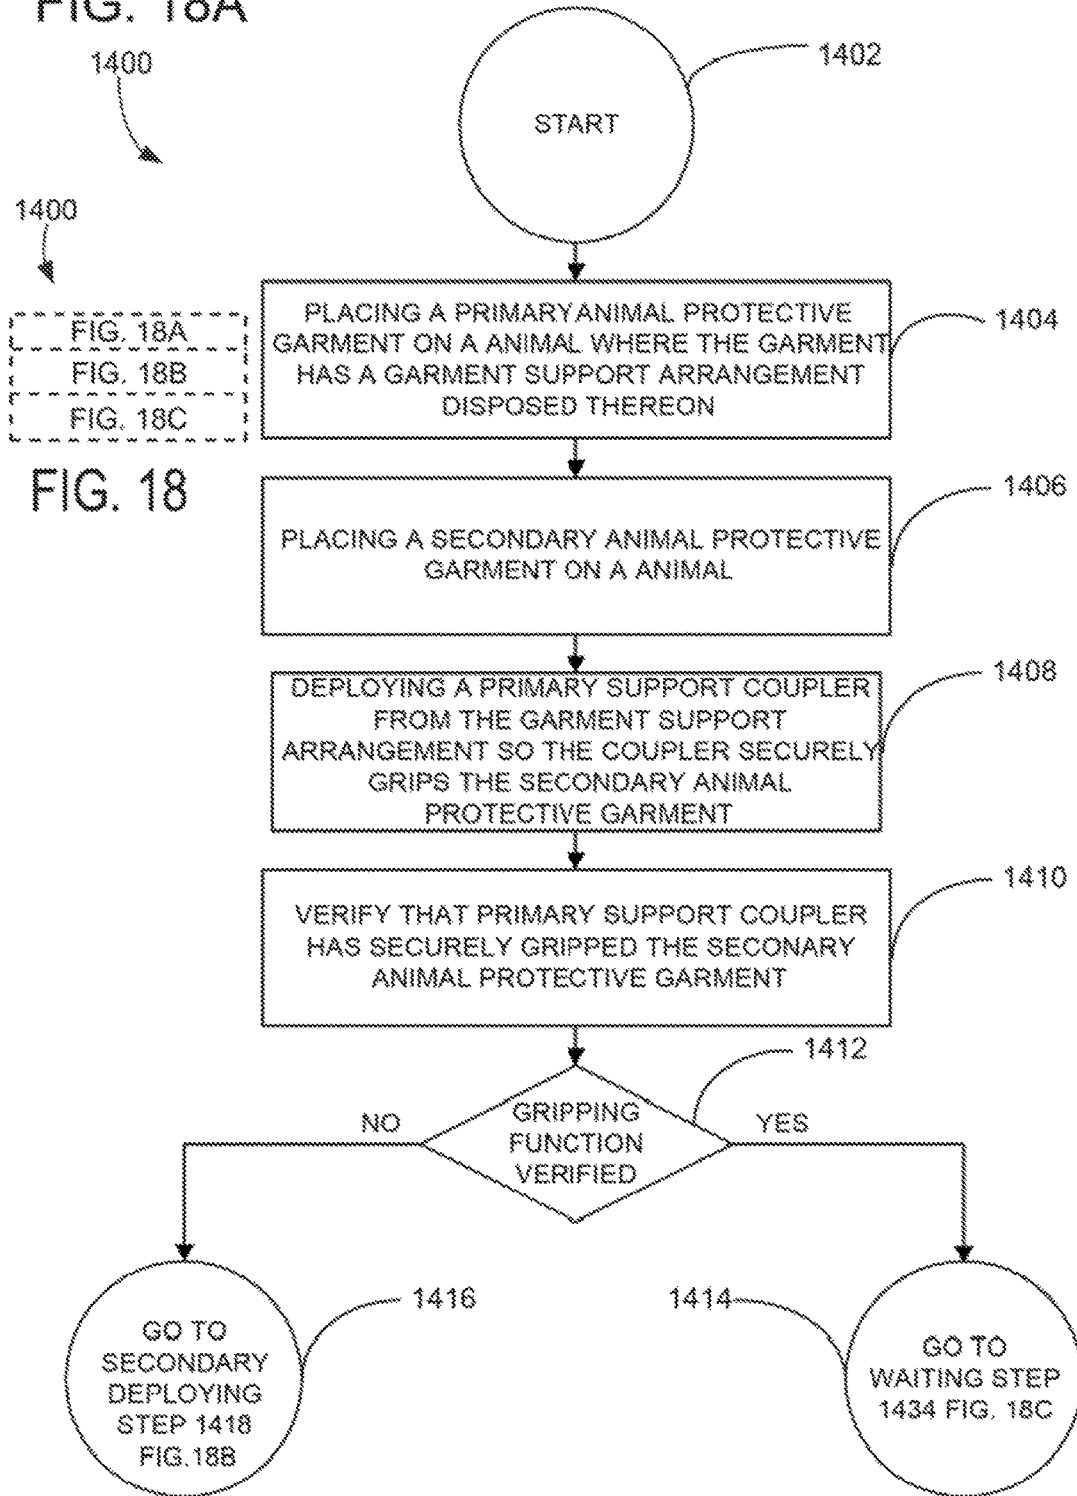 FIG. 18A
1400
1402
START
1400
FIG. 18A
FIG. 18B
FIG. 18C
FIG. 18
PLACING A PRIMARY ANIMAL PROTECTIVE
GARMENT ON A ANIMAL WHERE THE GARMENT
HAS A GARMENT SUPPORT ARRANGEMENT
DISPOSED THEREON
1404
PLACING A SECONDARY ANIMAL PROTECTIVE
GARMENT ON A ANIMAL
1406
DEPLOYING A PRIMARY SUPPORT COUPLER
FROM THE GARMENT SUPPORT
ARRANGEMENT SO THE COUPLER SECURELY
GRIPS THE SECONDARY ANIMAL
PROTECTIVE GARMENT
1408
VERIFY THAT PRIMARY SUPPORT COUPLER
HAS SECURELY GRIPPED THE SECONARY
ANIMAL PROTECTIVE GARMENT
1410
1412
GRIPPING
FUNCTION
VERIFIED
NO
YES
GO TO
SECONDARY
DEPLOYING
STEP 1418
FIG.18B
1416
1414
GO TO
WAITING STEP
1434 FIG. 18C